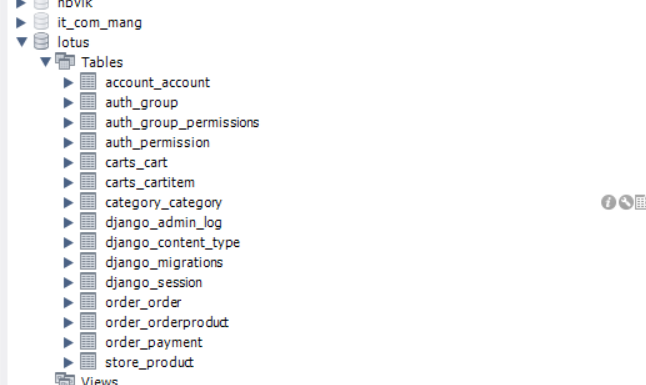 it_com_mang
lotus
Tables
account_account
auth_group
auth_group_permissions
auth_permission
carts_cart
carts_cartitem
category_category
django_admin_log
django_content_type
django_migrations
django_session
order_order
order_orderproduct
order_payment
store_product
Views